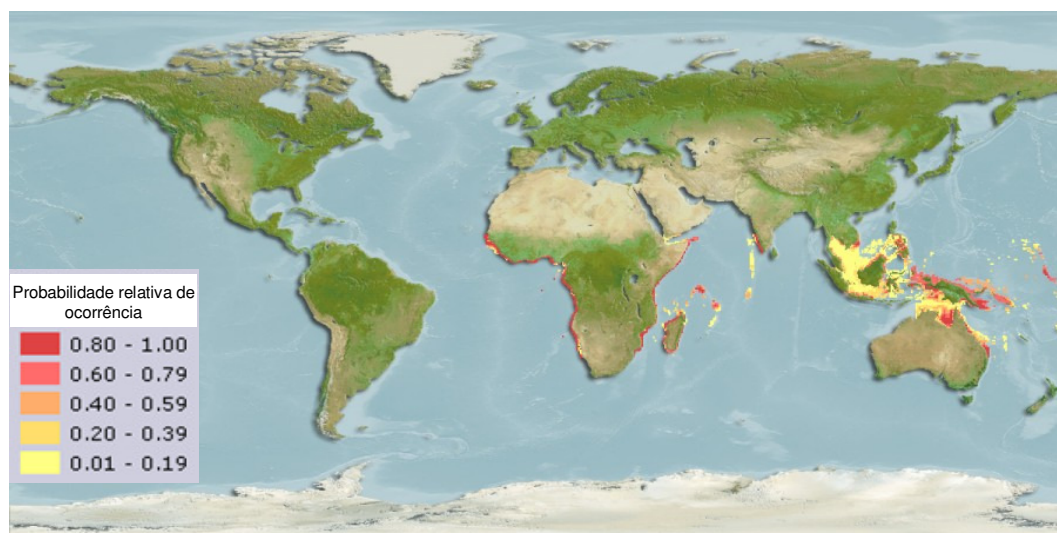 Probabilidade relativa de
ocorrência
0.80 - 1.00
0.60 - 0.79
0.40 - 0.59
0.20 - 0.39
0.01 - 0.19